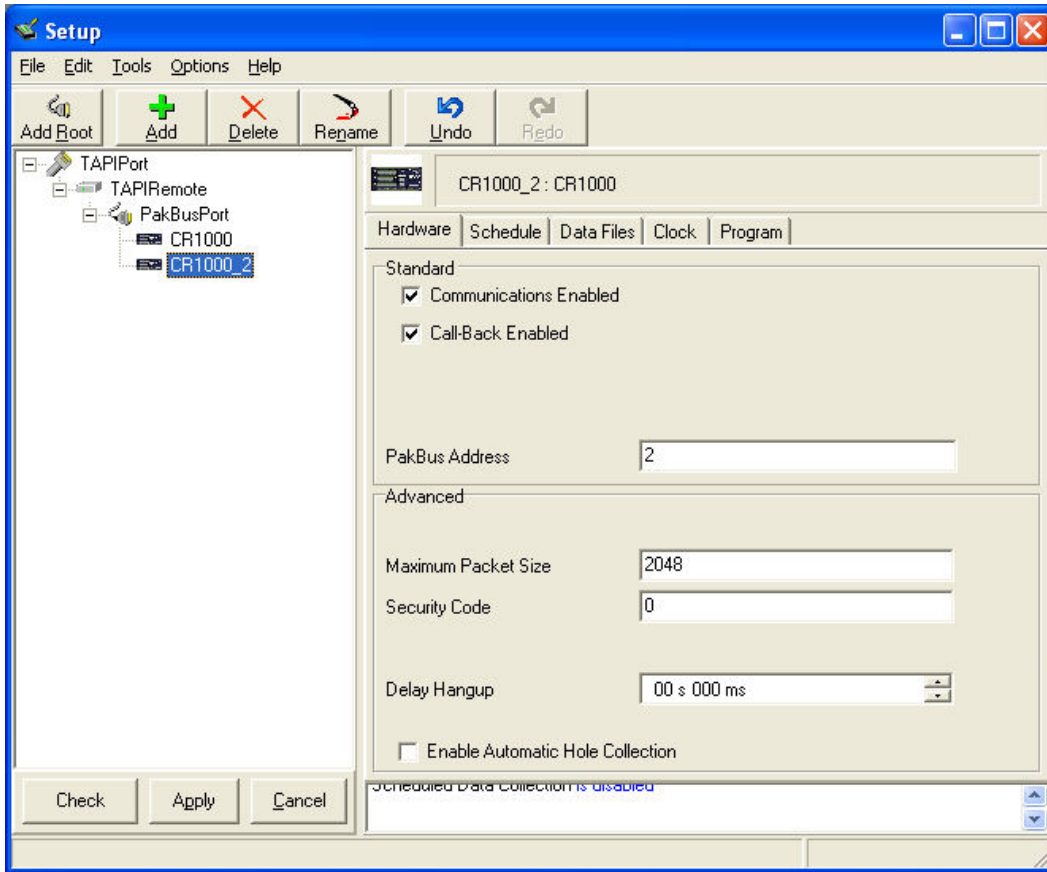 Setup
File Edit Tools Options Help
Add Root Add Delete Rename Undo Redo
TAPIPort
TAPIRemote
PakBusPort
CR1000
CR1000_2
CR1000_2 : CR1000
Hardware Schedule Data Files Clock Program
Standard
Communications Enabled
Call-Back Enabled
PakBus Address 2
Advanced
Maximum Packet Size 2048
Security Code 0
Delay Hangup 00 s 000 ms
Enable Automatic Hole Collection
Check Apply Cancel
Scheduled Data Collection is disabled